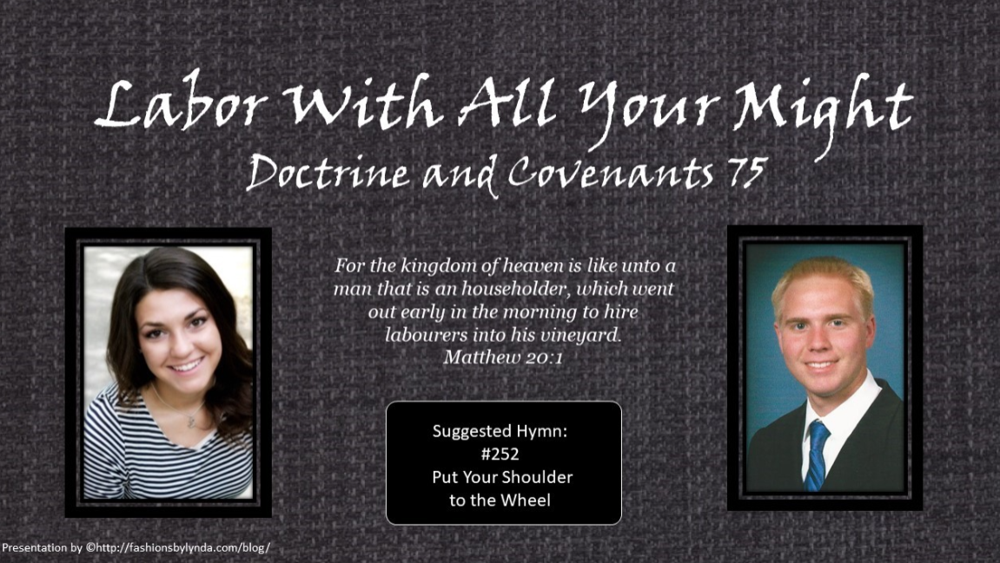 Labor With All Your Might
Doctrine and Covenants 75
For the kingdom of heaven is like unto a
man that is an householder, which went
out early in the morning to hire
labourers into his vineyard.
Matthew 20:1
Suggested Hymn:
#252
Put Your Shoulder
to the Wheel
Presentation by ©http://fashionsbylynda.com/blog/